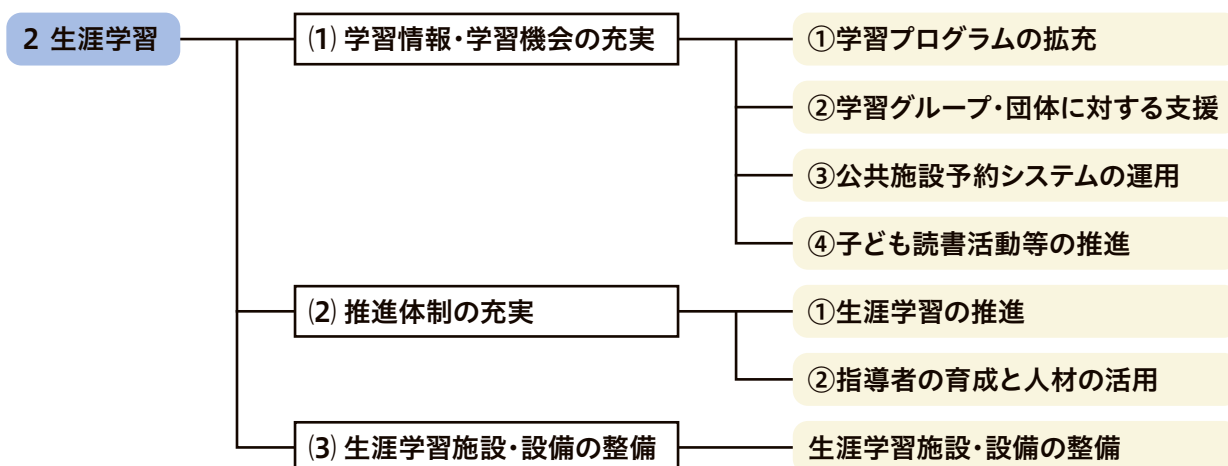 2 生涯学習
⑴ 学習情報・学習機会の充実
①学習プログラムの拡充
②学習グループ・団体に対する支援
③公共施設予約システムの運用
④子ども読書活動等の推進
⑵ 推進体制の充実
①生涯学習の推進
②指導者の育成と人材の活用
⑶ 生涯学習施設・設備の整備
生涯学習施設・設備の整備